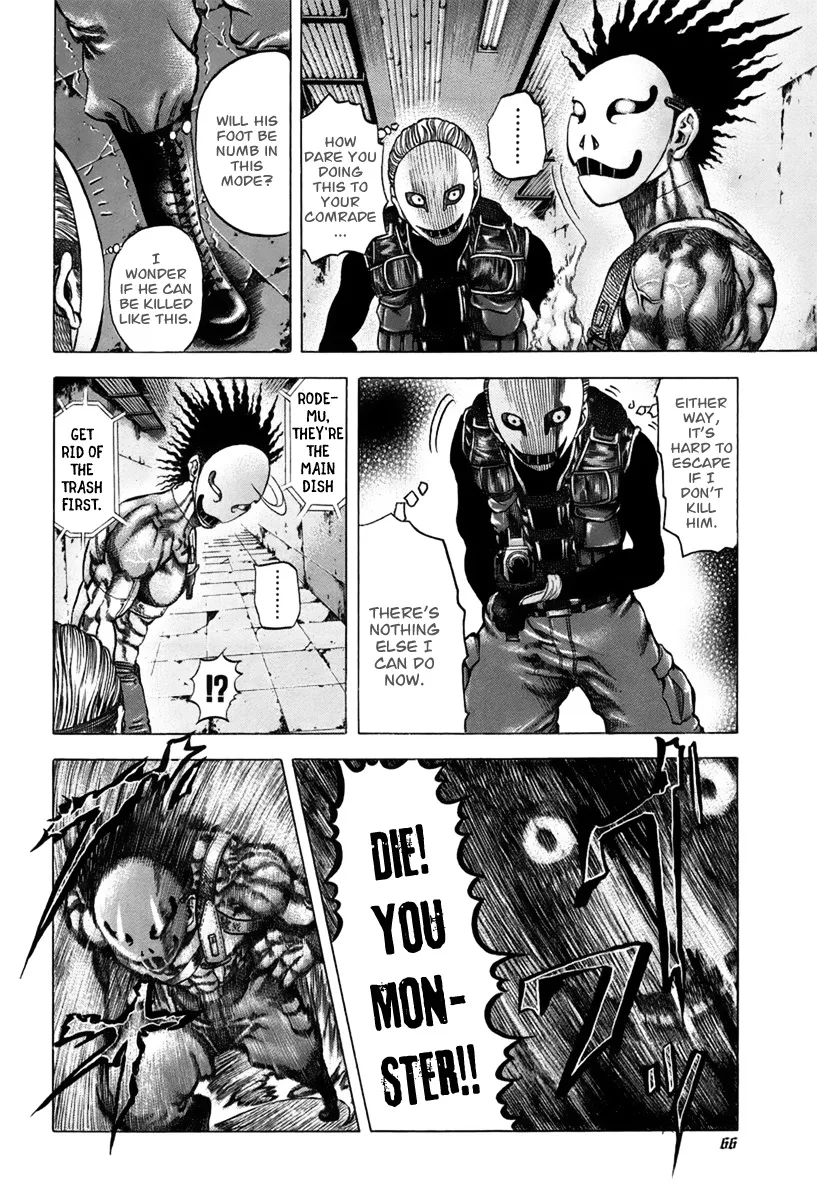 HOW
DARE YOU
DOING
THIS TO
YOUR
COMRADE
...
......
WILL HIS
FOOT BE
NUMB IN
THIS
MODE?
I
WONDER
IF HE CAN
BE KILLED
LIKE THIS.
EITHER
WAY,
IT'S
HARD TO
ESCAPE
IF I
DON'T
KILL
HIM.
THERE'S
NOTHING
ELSE I
CAN DO
NOW.
RODE-
MU,
THEY'RE
THE
MAIN
DISH
GET
RID OF
THE
TRASH
FIRST.
......
!?
DIE!
YOU
MON-
STER!!
66